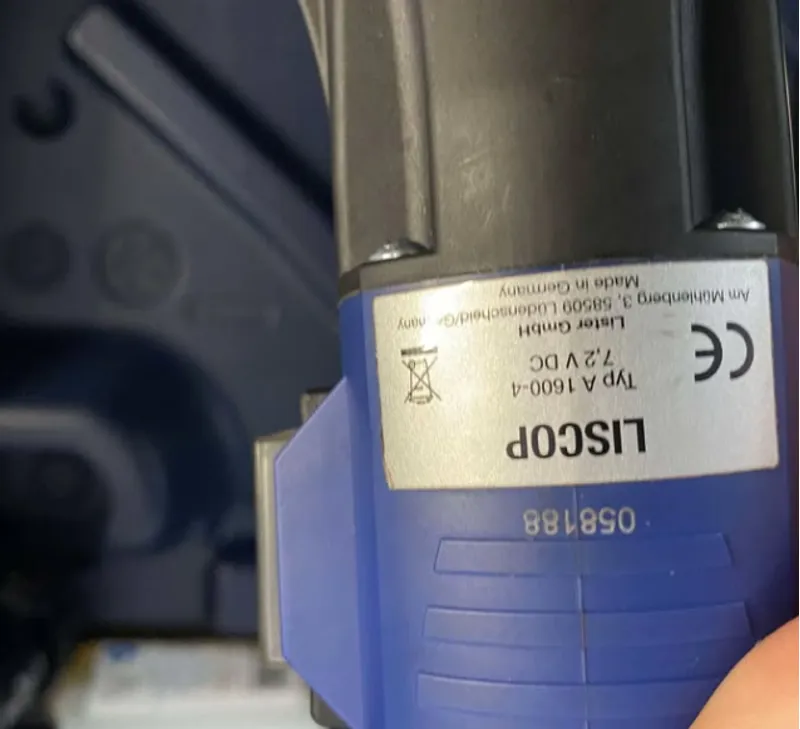 058188
LISCOP
Typ A 1600-4
7,2 V DC
CE
Lister GmbH
Am Mühlenberg 3, 58509 Lüdenscheid/Germany
Made in Germany